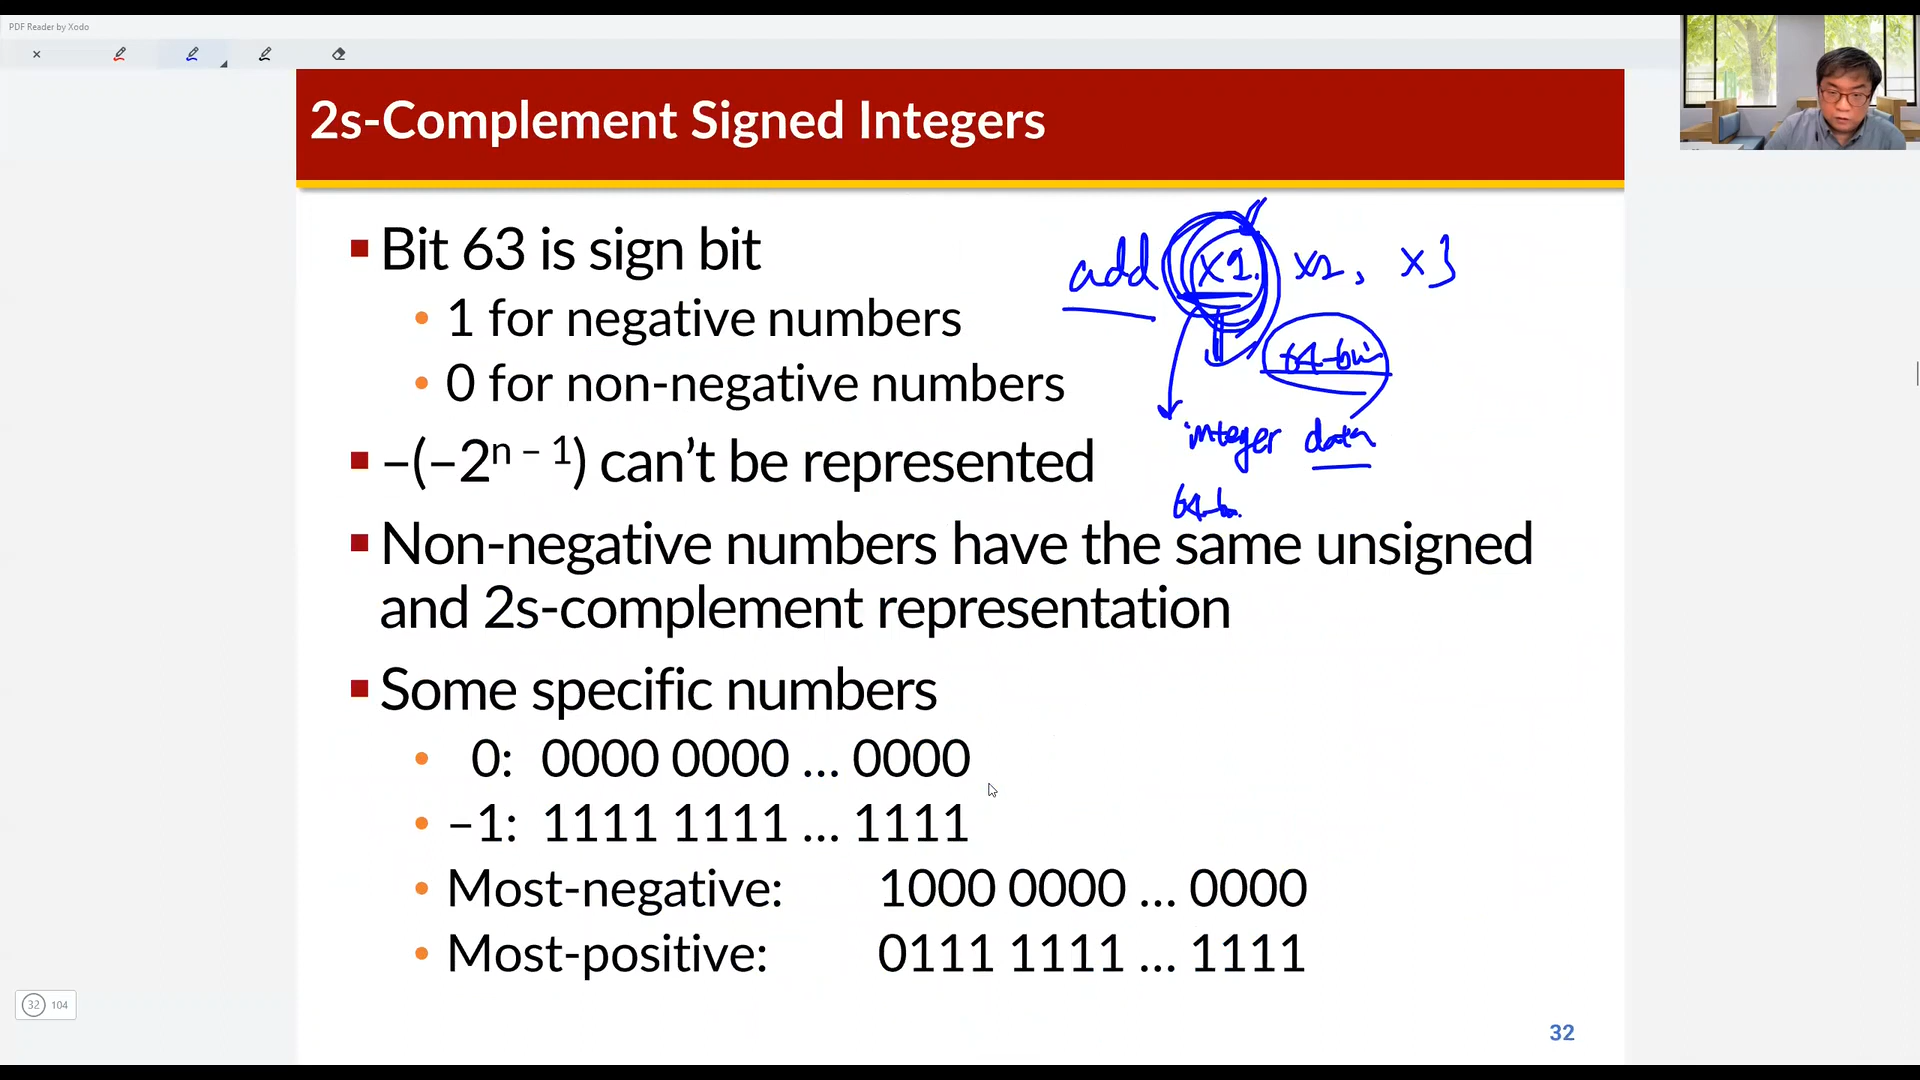 PDF Reader by Xodo
2s-Complement Signed Integers
▪ Bit 63 is sign bit
• 1 for negative numbers
• 0 for non-negative numbers
▪ –(–2ⁿ ⁻ ¹) can’t be represented
▪ Non-negative numbers have the same unsigned
and 2s-complement representation
▪ Some specific numbers
• 0: 0000 0000 … 0000
• –1: 1111 1111 … 1111
• Most-negative: 1000 0000 … 0000
• Most-positive: 0111 1111 … 1111
add x1, x2, x3
64-bit
integer data
32 104
32